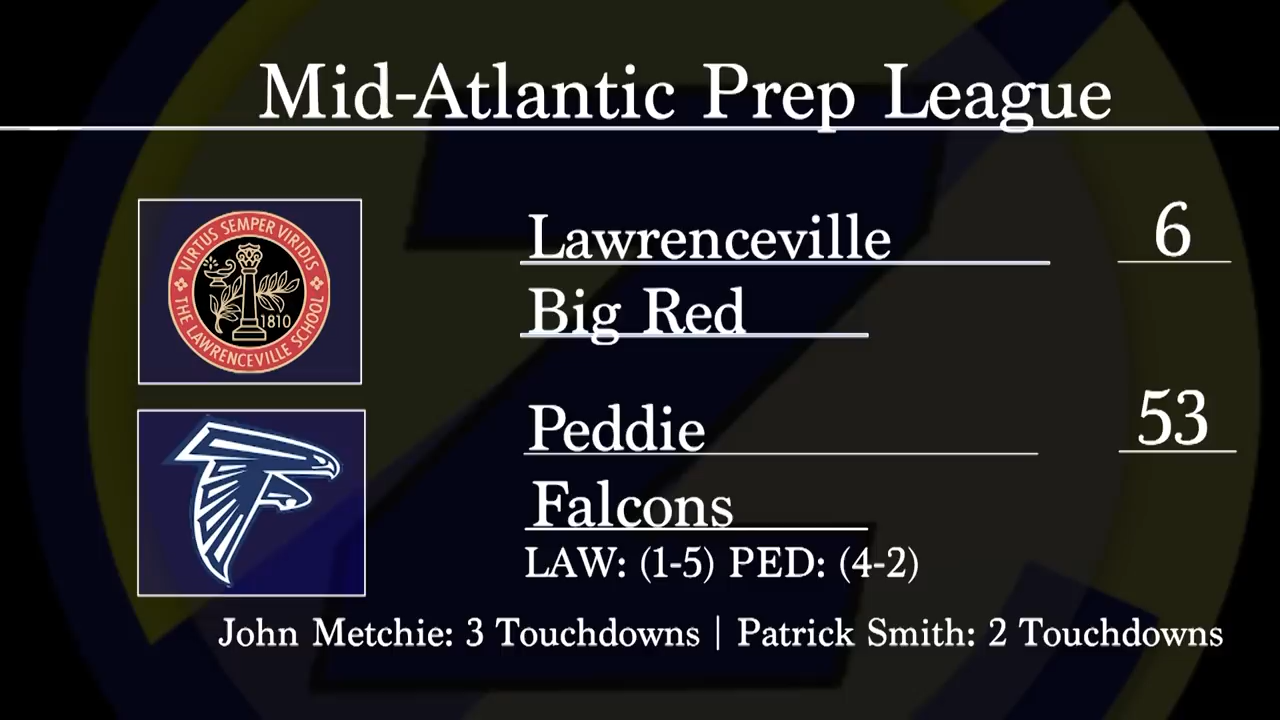 Mid-Atlantic Prep League
VIRTUS SEMPER VIRIDIS
THE LAWRENCEVILLE SCHOOL
1810
Lawrenceville 6
Big Red
Peddie 53
Falcons
LAW: (1-5) PED: (4-2)
John Metchie: 3 Touchdowns | Patrick Smith: 2 Touchdowns